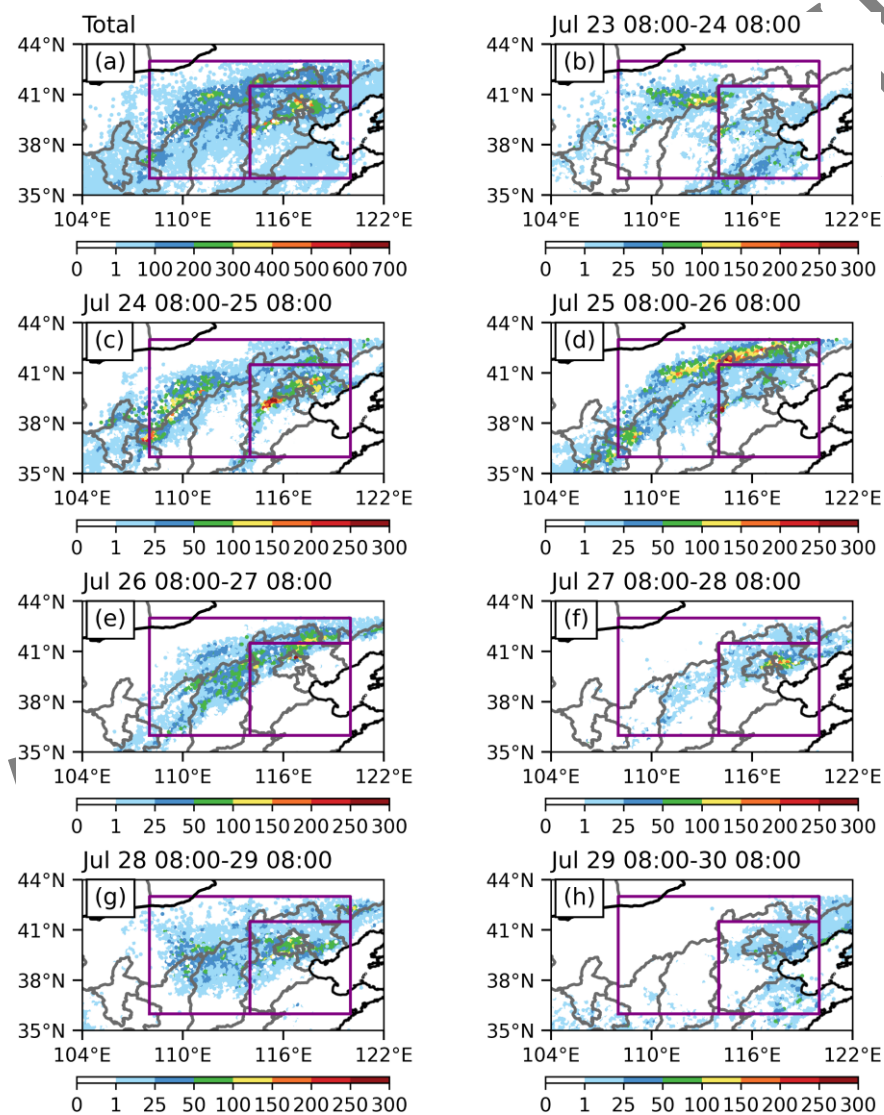 Total
Jul 23 08:00-24 08:00
44°N
(a)
41°N
38°N
35°N
104°E 110°E 116°E 122°E
0 1 100 200 300 400 500 600 700
44°N
(b)
41°N
38°N
35°N
104°E 110°E 116°E 122°E
0 1 25 50 100 150 200 250 300
Jul 24 08:00-25 08:00
Jul 25 08:00-26 08:00
44°N
(c)
41°N
38°N
35°N
104°E 110°E 116°E 122°E
0 1 25 50 100 150 200 250 300
44°N
(d)
41°N
38°N
35°N
104°E 110°E 116°E 122°E
0 1 25 50 100 150 200 250 300
Jul 26 08:00-27 08:00
Jul 27 08:00-28 08:00
44°N
(e)
41°N
38°N
35°N
104°E 110°E 116°E 122°E
0 1 25 50 100 150 200 250 300
44°N
(f)
41°N
38°N
35°N
104°E 110°E 116°E 122°E
0 1 25 50 100 150 200 250 300
Jul 28 08:00-29 08:00
Jul 29 08:00-30 08:00
44°N
(g)
41°N
38°N
35°N
104°E 110°E 116°E 122°E
0 1 25 50 100 150 200 250 300
44°N
(h)
41°N
38°N
35°N
104°E 110°E 116°E 122°E
0 1 25 50 100 150 200 250 300